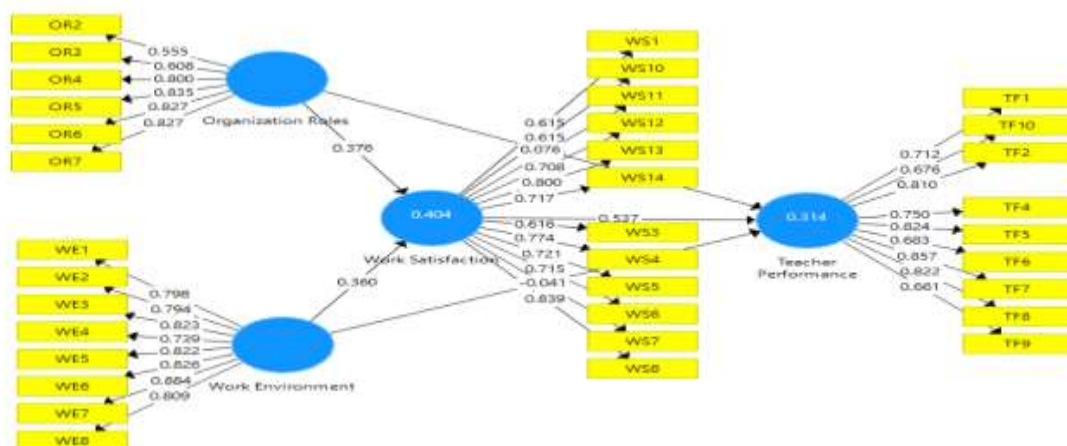 OR2
OR3
OR4
OR5
OR6
OR7
0.555
0.608
0.800
0.835
0.827
0.827
Organization Roles
0.376
WE1
WE2
WE3
WE4
WE5
WE6
WE7
WE8
0.798
0.794
0.823
0.739
0.822
0.826
0.884
0.809
Work Environment
0.360
0.404
Work Satisfaction
WS1
WS10
WS11
WS12
WS13
WS14
0.615
0.615
0.076
0.708
0.800
0.717
0.537
0.616
0.774
0.721
0.715
-0.041
0.839
WS3
WS4
WS5
WS6
WS7
WS8
0.314
Teacher
Performance
0.712
0.676
0.810
0.750
0.824
0.683
0.857
0.822
0.661
TF1
TF10
TF2
TF4
TF5
TF6
TF7
TF8
TF9